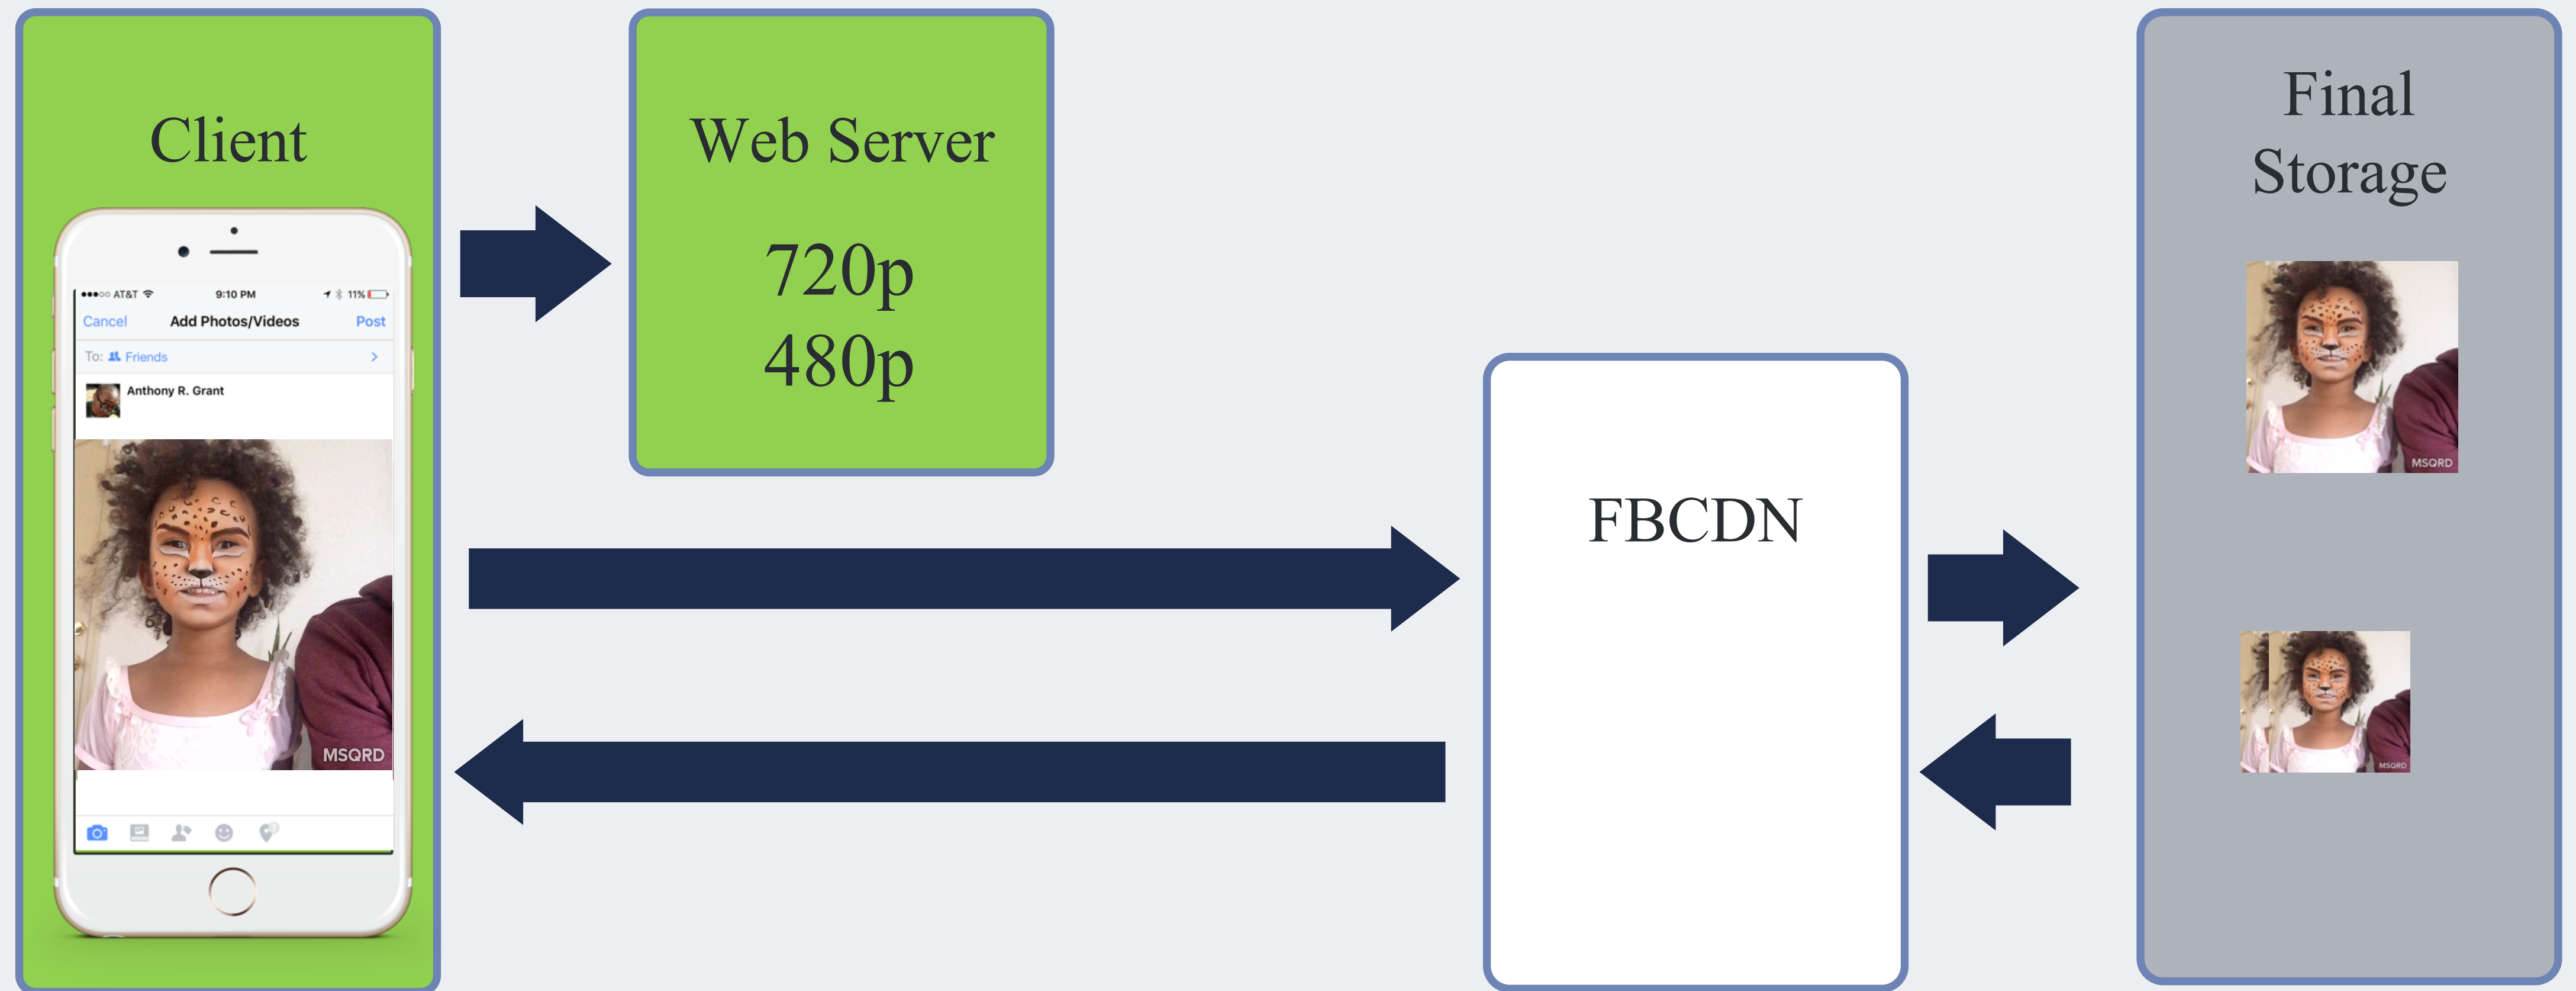 Client
●●●○○ AT&T 9:10 PM 11%
Cancel Add Photos/Videos Post
To: Friends
Anthony R. Grant
MSQRD
Web Server
720p
480p
FBCDN
Final
Storage
MSQRD
MSQRD